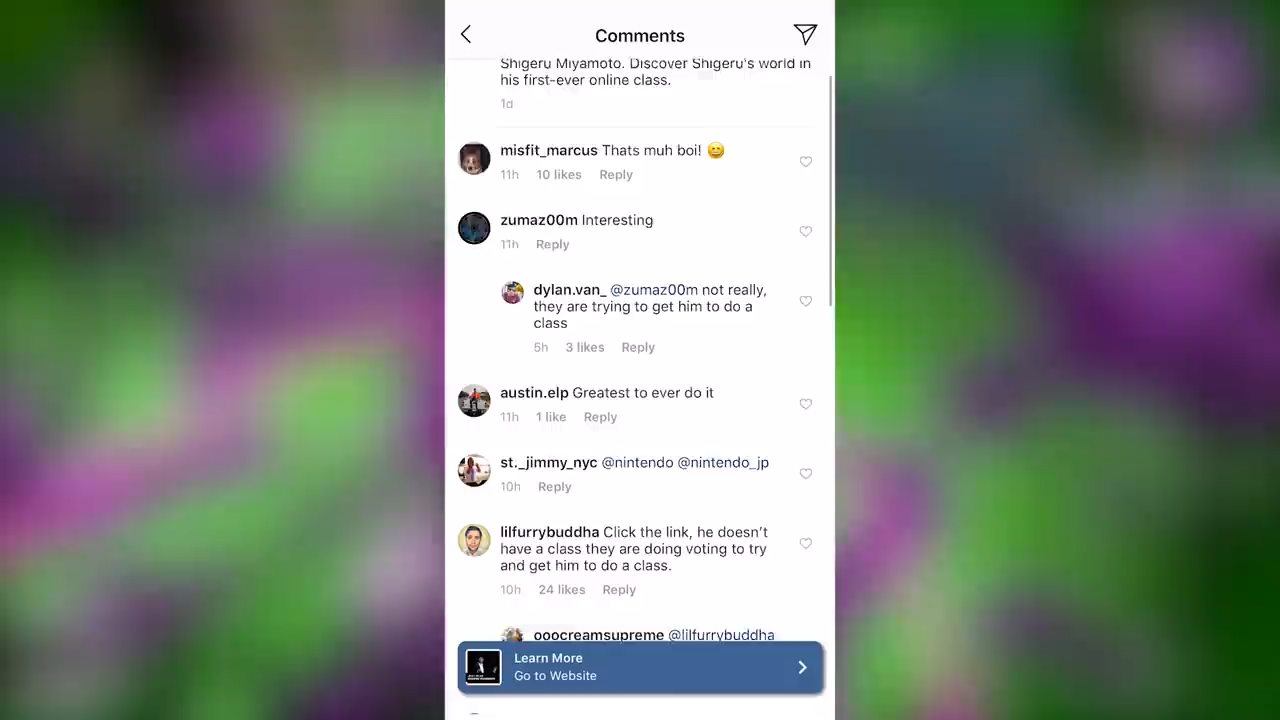 Comments
Shigeru Miyamoto. Discover Shigeru's world in
his first-ever online class.
1d
misfit_marcus Thats muh boi! 😄
11h 10 likes Reply
zumaz00m Interesting
11h Reply
dylan.van_ @zumaz00m not really,
they are trying to get him to do a
class
5h 3 likes Reply
austin.elp Greatest to ever do it
11h 1 like Reply
st._jimmy_nyc @nintendo @nintendo_jp
10h Reply
lilfurrybuddha Click the link, he doesn’t
have a class they are doing voting to try
and get him to do a class.
10h 24 likes Reply
ooocreamsupreme @lilfurrybuddha
Learn More
Go to Website